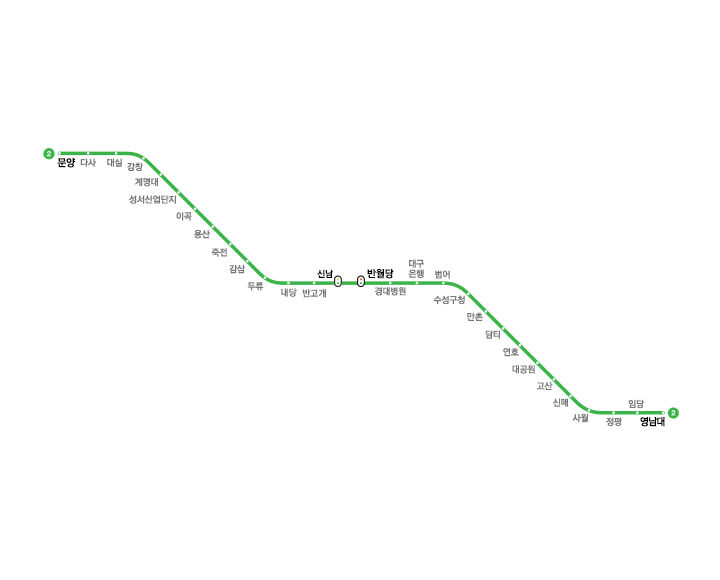 2
문양
다사
대실
강창
계명대
성서산업단지
이곡
용산
죽전
감삼
두류
내당
반고개
신남
반월당
경대병원
대구
은행
범어
수성구청
만촌
담티
연호
대공원
고산
신매
사월
정평
임당
영남대
2